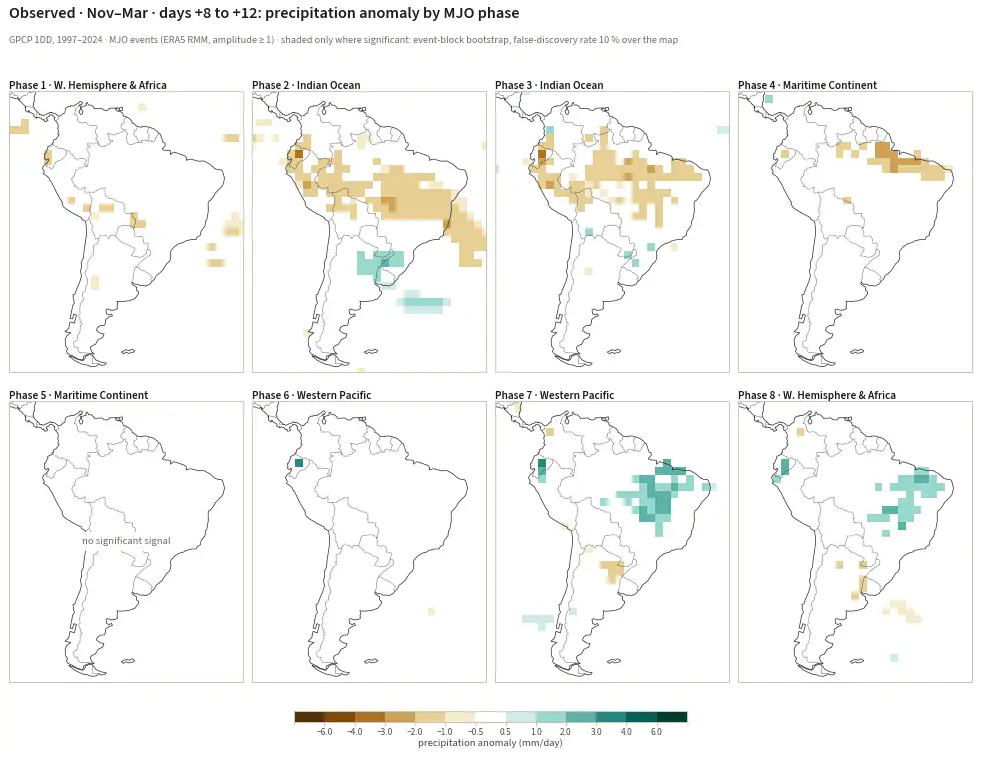 Observed · Nov–Mar · days +8 to +12: precipitation anomaly by MJO phase
GPCP 1DD, 1997–2024 · MJO events (ERA5 RMM, amplitude ≥ 1) · shaded only where significant: event-block bootstrap, false-discovery rate 10 % over the map
Phase 1 · W. Hemisphere & Africa
Phase 2 · Indian Ocean
Phase 3 · Indian Ocean
Phase 4 · Maritime Continent
Phase 5 · Maritime Continent
Phase 6 · Western Pacific
Phase 7 · Western Pacific
Phase 8 · W. Hemisphere & Africa
no significant signal
−6.0 −4.0 −3.0 −2.0 −1.0 −0.5 0.5 1.0 2.0 3.0 4.0 6.0
precipitation anomaly (mm/day)